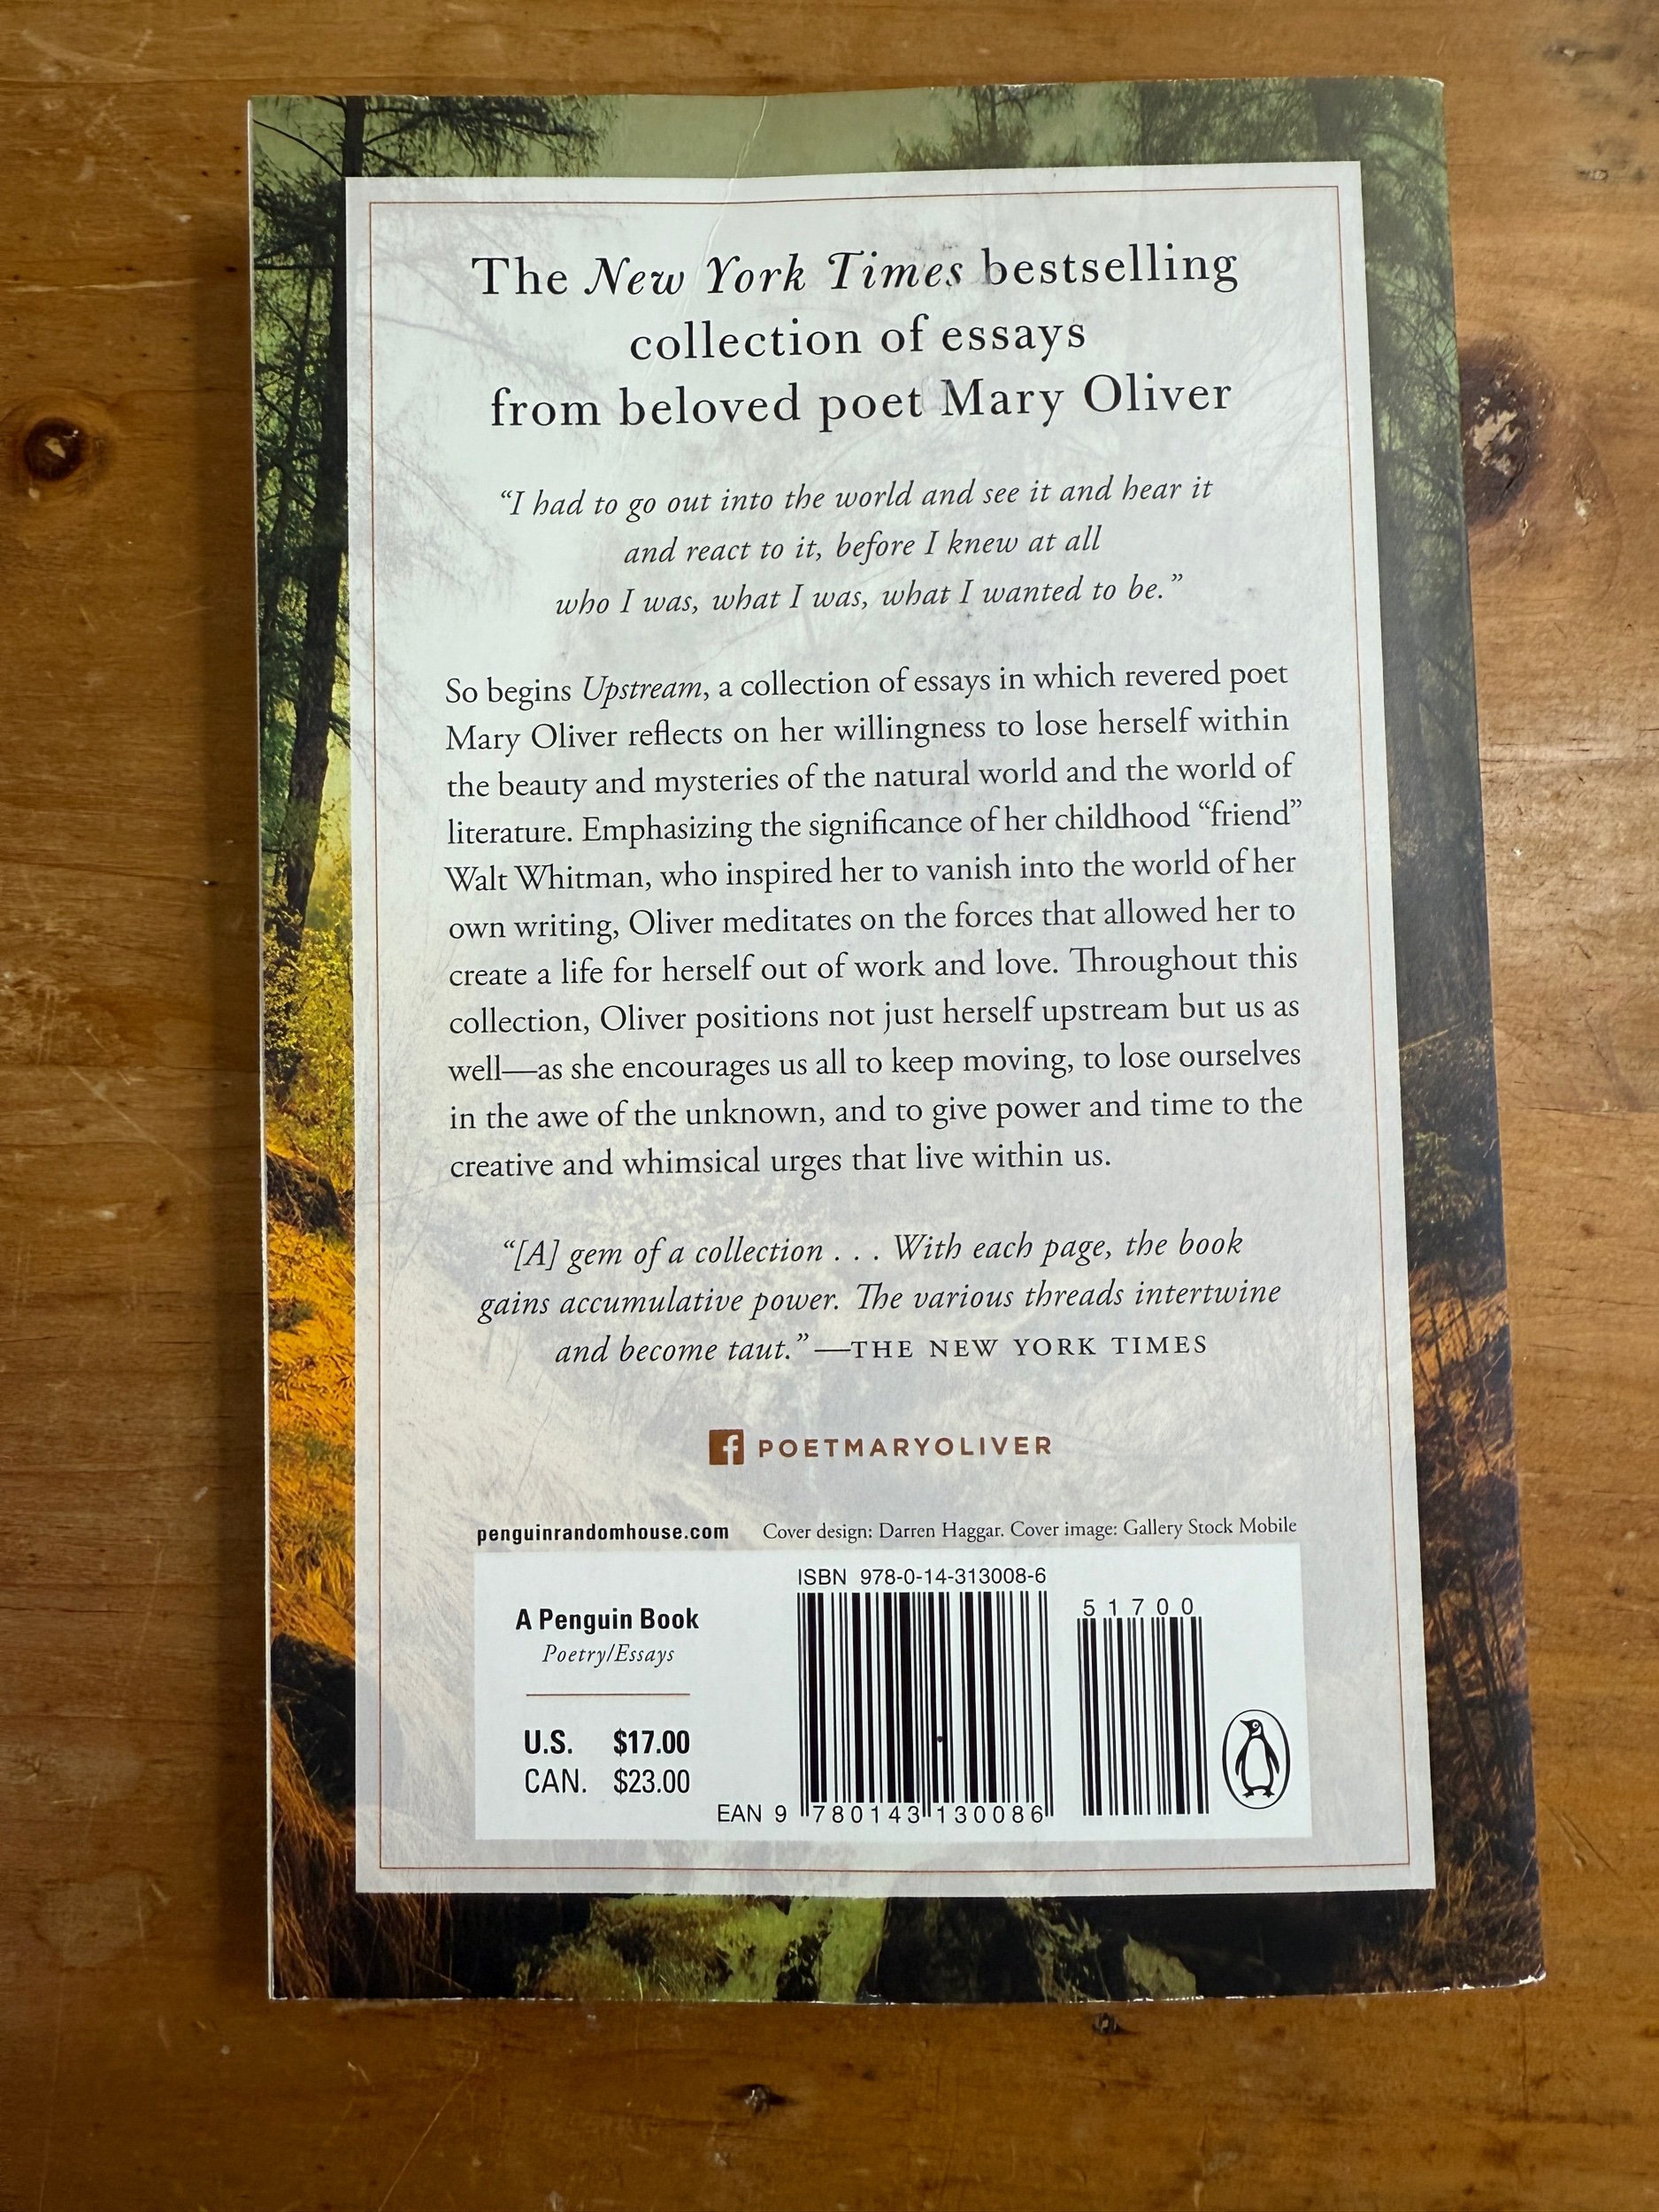 The New York Times bestselling
collection of essays
from beloved poet Mary Oliver
“I had to go out into the world and see it and hear it
and react to it, before I knew at all
who I was, what I was, what I wanted to be.”
So begins Upstream, a collection of essays in which revered poet
Mary Oliver reflects on her willingness to lose herself within
the beauty and mysteries of the natural world and the world of
literature. Emphasizing the significance of her childhood “friend”
Walt Whitman, who inspired her to vanish into the world of her
own writing, Oliver meditates on the forces that allowed her to
create a life for herself out of work and love. Throughout this
collection, Oliver positions not just herself upstream but us as
well—as she encourages us all to keep moving, to lose ourselves
in the awe of the unknown, and to give power and time to the
creative and whimsical urges that live within us.
“[A] gem of a collection . . . With each page, the book
gains accumulative power. The various threads intertwine
and become taut.” —THE NEW YORK TIMES
f POETMARYOLIVER
penguinrandomhouse.com Cover design: Darren Haggar. Cover image: Gallery Stock Mobile
A Penguin Book
Poetry/Essays
U.S. $17.00
CAN. $23.00
ISBN 978-0-14-313008-6
51700
EAN 9 780143 130086